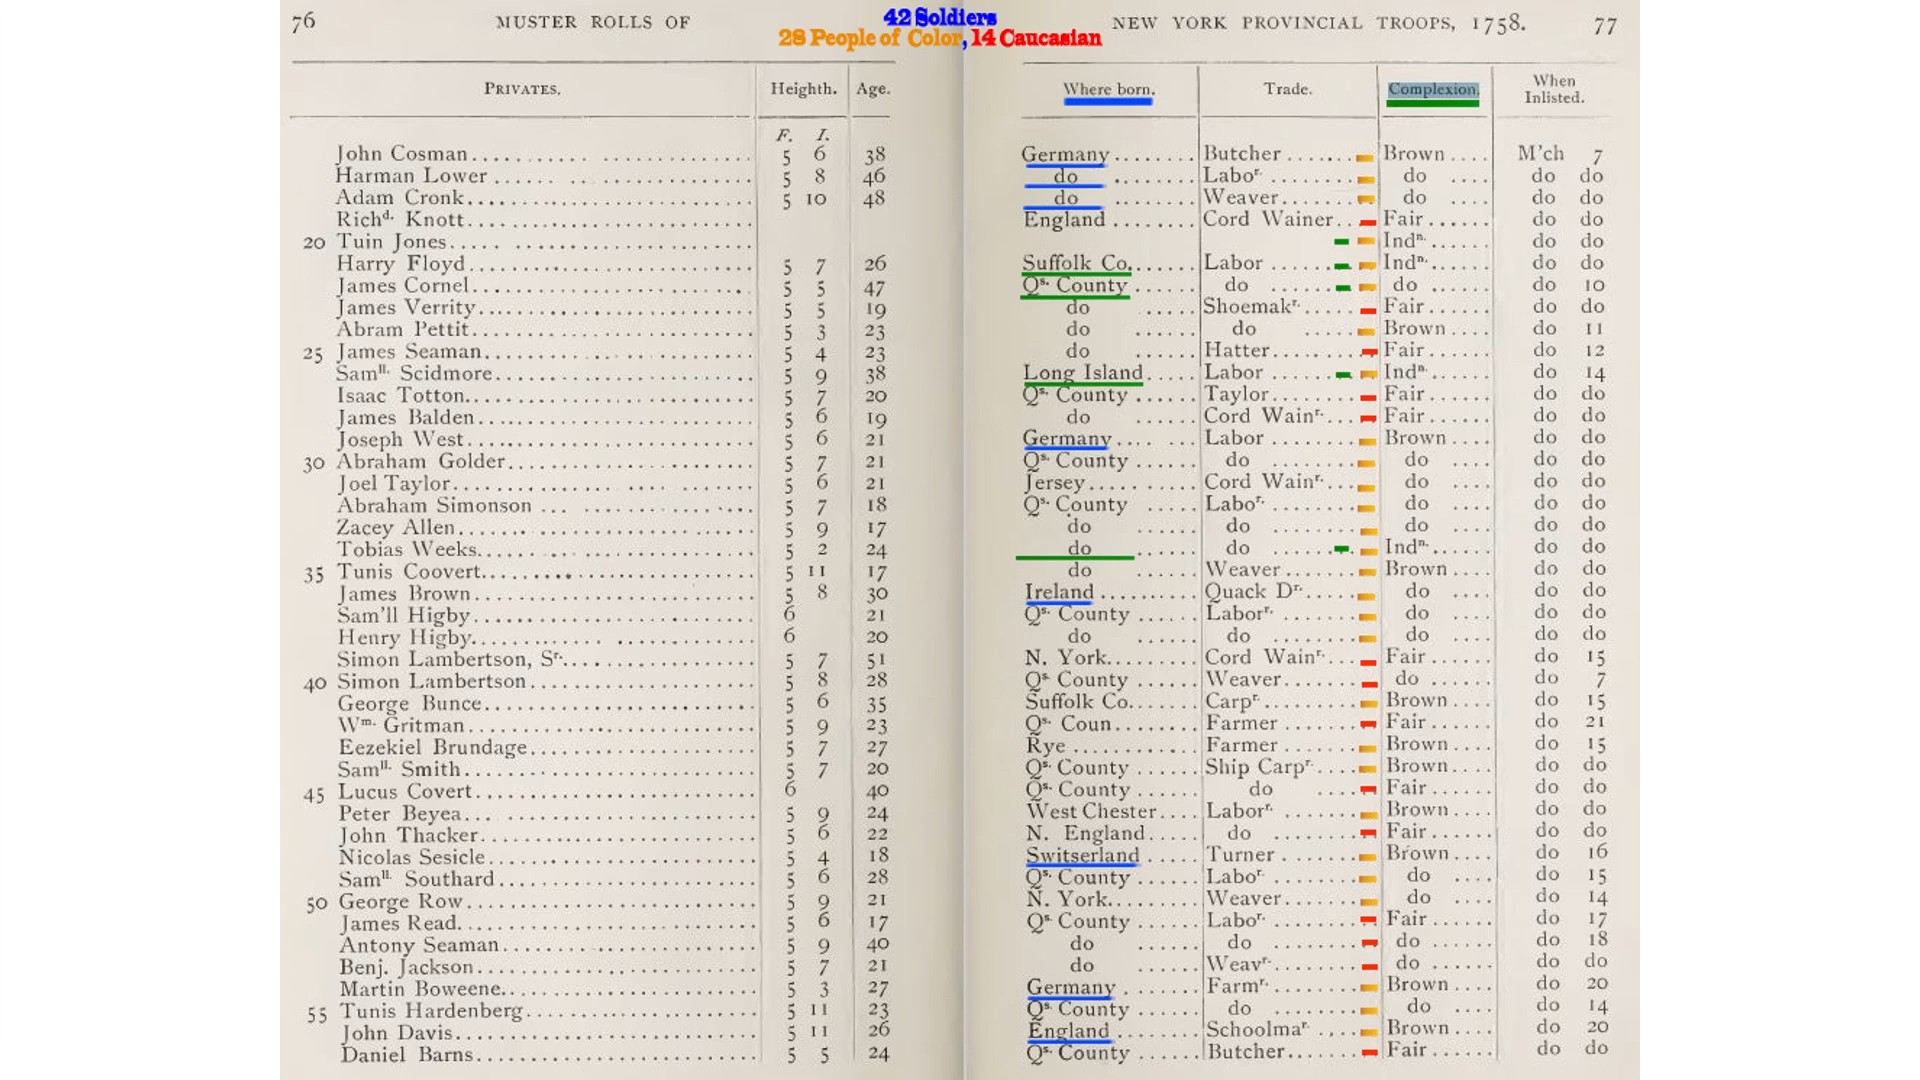 76 MUSTER ROLLS OF 42 Soldiers NEW YORK PROVINCIAL TROOPS, 1758. 77
28 People of Color, 14 Caucasian
PRIVATES. Heighth. Age. Where born. Trade. Complexion. When Inlisted.
F. I.
John Cosman 5 6 38 Germany Butcher Brown M'ch 7
Harman Lower 5 8 46 do Labor. do do do
Adam Cronk 5 10 48 do Weaver do do do
Richd. Knott England Cord Wainer Fair do do
20 Tuin Jones Indn. do do
Harry Floyd 5 7 26 Suffolk Co. Labor Indn. do do
James Cornel 5 5 47 Qs. County do do do 10
James Verrity 5 5 19 do Shoemakr. Fair do do
Abram Pettit 5 3 23 do do Brown do 11
25 James Seaman 5 4 23 do Hatter Fair do 12
Samll. Scidmore 5 9 38 Long Island Labor Indn. do 14
Isaac Totton 5 7 20 Qs. County Taylor Fair do do
James Balden 5 6 19 do Cord Wainr. Fair do do
Joseph West 5 6 21 Germany Labor Brown do do
30 Abraham Golder 5 7 21 Qs. County do do do do
Joel Taylor 5 6 21 Jersey Cord Wainr. do do do
Abraham Simonson 5 7 18 Qs. County Labor. do do do
Zacey Allen 5 9 17 do do do do do
Tobias Weeks 5 2 24 do do Indn. do do
35 Tunis Coovert 5 11 17 do Weaver Brown do do
James Brown 5 8 30 Ireland Quack Dr. do do do
Sam'll Higby 6 21 Qs. County Laborr. do do do
Henry Higby 6 20 do do do do do
Simon Lambertson, Sr. 5 7 51 N. York Cord Wainr. Fair do 15
40 Simon Lambertson 5 8 28 Qs. County Weaver do do 7
George Bunce 5 6 35 Suffolk Co. Carpr. Brown do 15
Wm. Gritman 5 9 23 Qs. Coun. Farmer Fair do 21
Eezekiel Brundage 5 7 27 Rye Farmer Brown do 15
Samll. Smith 5 7 20 Qs. County Ship Carpr. Brown do do
45 Lucus Covert 6 40 Qs. County do Fair do do
Peter Beyea 5 9 24 West Chester Laborr. Brown do do
John Thacker 5 6 22 N. England do Fair do do
Nicolas Sesicle 5 4 18 Switserland Turner Brown do 16
Samll. Southard 5 6 28 Qs. County Labor. do do 15
50 George Row 5 9 21 N. York Weaver do do 14
James Read 5 6 17 Qs. County Labor. Fair do 17
Antony Seaman 5 9 40 do do do do 18
Benj. Jackson 5 7 21 do Weavr. do do do
Martin Boweene 5 3 27 Germany Farmr. Brown do 20
55 Tunis Hardenberg 5 11 23 Qs. County do do do 14
John Davis 5 11 26 England Schoolmar. Brown do 20
Daniel Barns 5 5 24 Qs. County Butcher Fair do do